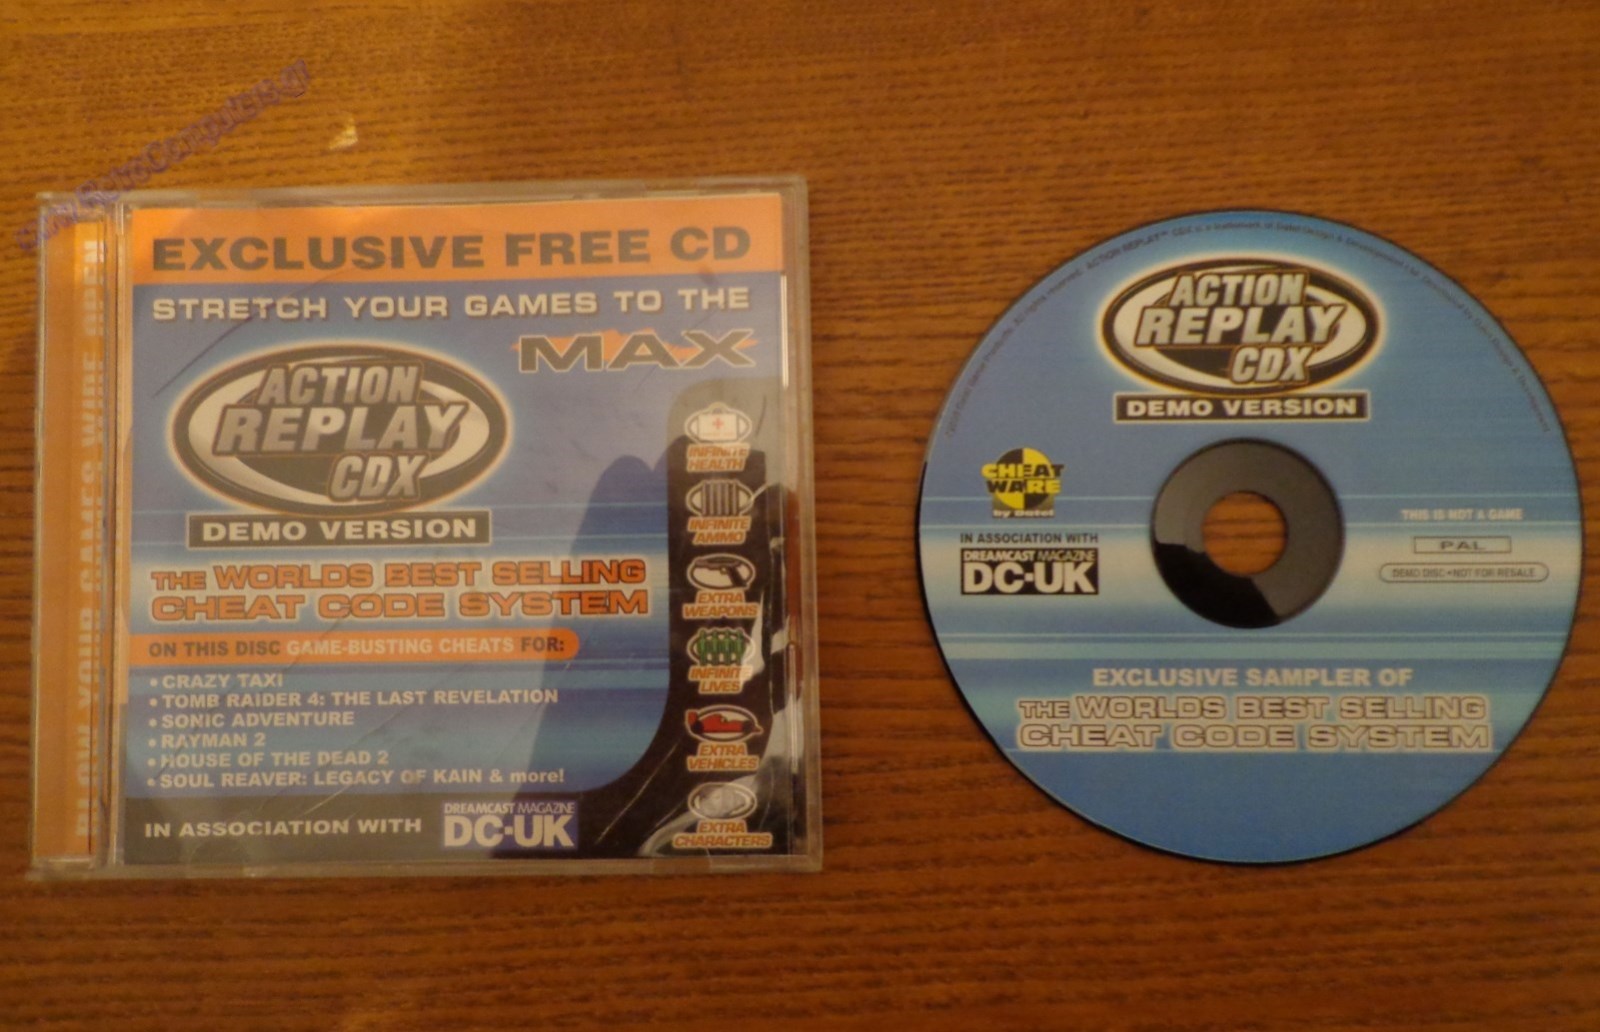 www.RetroComputers.gr
BLOW YOUR GAMES WIDE OPEN
EXCLUSIVE FREE CD
STRETCH YOUR GAMES TO THE
MAX
ACTION
REPLAY
CDX
DEMO VERSION
THE WORLDS BEST SELLING
CHEAT CODE SYSTEM
ON THIS DISC GAME-BUSTING CHEATS FOR:
• CRAZY TAXI
• TOMB RAIDER 4: THE LAST REVELATION
• SONIC ADVENTURE
• RAYMAN 2
• HOUSE OF THE DEAD 2
• SOUL REAVER: LEGACY OF KAIN & more!
IN ASSOCIATION WITH
DREAMCAST MAGAZINE
DC-UK
INFINITE
HEALTH
INFINITE
AMMO
EXTRA
WEAPONS
INFINITE
LIVES
EXTRA
VEHICLES
EXTRA
CHARACTERS
ACTION
REPLAY
CDX
DEMO VERSION
CHEAT
WARE
by Datel
IN ASSOCIATION WITH
DREAMCAST MAGAZINE
DC-UK
THIS IS NOT A GAME
PAL
DEMO DISC • NOT FOR RESALE
EXCLUSIVE SAMPLER OF
THE WORLDS BEST SELLING
CHEAT CODE SYSTEM